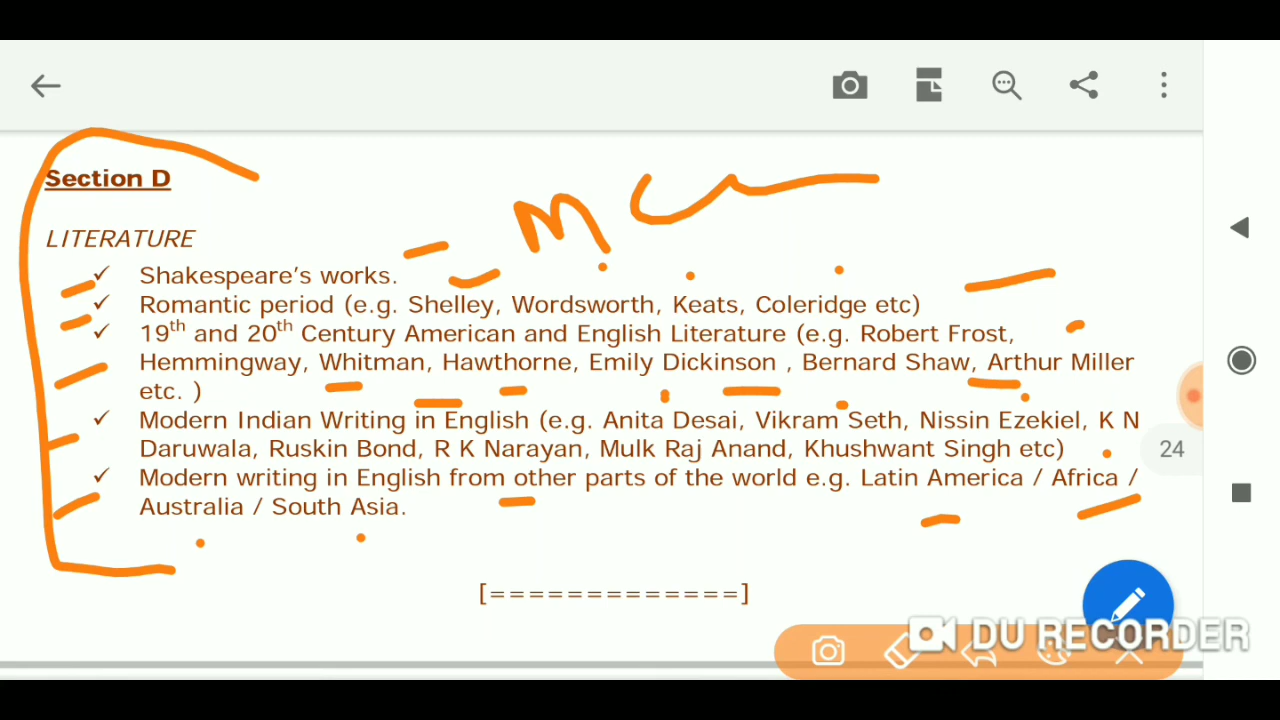 Section D
LITERATURE
✓ Shakespeare's works.
✓ Romantic period (e.g. Shelley, Wordsworth, Keats, Coleridge etc)
✓ 19th and 20th Century American and English Literature (e.g. Robert Frost,
Hemmingway, Whitman, Hawthorne, Emily Dickinson , Bernard Shaw, Arthur Miller
etc. )
✓ Modern Indian Writing in English (e.g. Anita Desai, Vikram Seth, Nissin Ezekiel, K N
Daruwala, Ruskin Bond, R K Narayan, Mulk Raj Anand, Khushwant Singh etc)
24
✓ Modern writing in English from other parts of the world e.g. Latin America / Africa /
Australia / South Asia.
[=============]
DU RECORDER